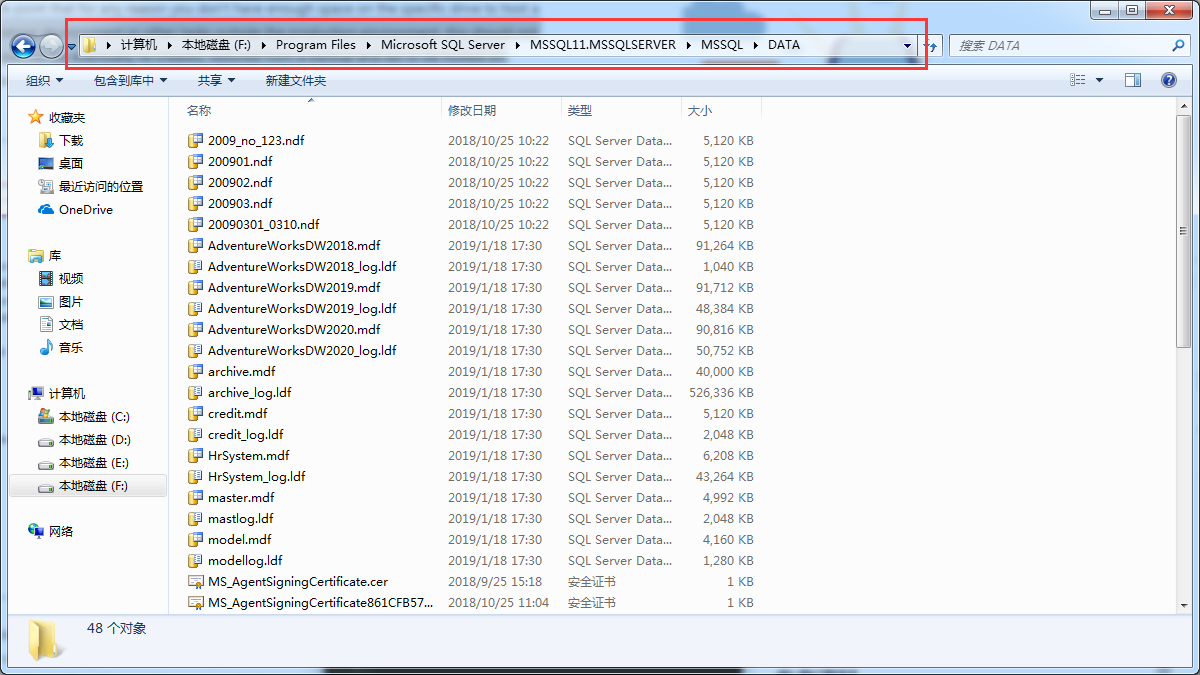 计算机 本地磁盘 (F:) Program Files Microsoft SQL Server MSSQL11.MSSQLSERVER MSSQL DATA
搜索 DATA
组织 包含到库中 共享 新建文件夹
收藏夹
下载
桌面
最近访问的位置
OneDrive
库
视频
图片
文档
音乐
计算机
本地磁盘 (C:)
本地磁盘 (D:)
本地磁盘 (E:)
本地磁盘 (F:)
网络
名称 修改日期 类型 大小
2009_no_123.ndf 2018/10/25 10:22 SQL Server Data... 5,120 KB
200901.ndf 2018/10/25 10:22 SQL Server Data... 5,120 KB
200902.ndf 2018/10/25 10:22 SQL Server Data... 5,120 KB
200903.ndf 2018/10/25 10:22 SQL Server Data... 5,120 KB
20090301_0310.ndf 2018/10/25 10:22 SQL Server Data... 5,120 KB
AdventureWorksDW2018.mdf 2019/1/18 17:30 SQL Server Data... 91,264 KB
AdventureWorksDW2018_log.ldf 2019/1/18 17:30 SQL Server Data... 1,040 KB
AdventureWorksDW2019.mdf 2019/1/18 17:30 SQL Server Data... 91,712 KB
AdventureWorksDW2019_log.ldf 2019/1/18 17:30 SQL Server Data... 48,384 KB
AdventureWorksDW2020.mdf 2019/1/18 17:30 SQL Server Data... 90,816 KB
AdventureWorksDW2020_log.ldf 2019/1/18 17:30 SQL Server Data... 50,752 KB
archive.mdf 2019/1/18 17:30 SQL Server Data... 40,000 KB
archive_log.ldf 2019/1/18 17:30 SQL Server Data... 526,336 KB
credit.mdf 2019/1/18 17:30 SQL Server Data... 5,120 KB
credit_log.ldf 2019/1/18 17:30 SQL Server Data... 2,048 KB
HrSystem.mdf 2019/1/18 17:30 SQL Server Data... 6,208 KB
HrSystem_log.ldf 2019/1/18 17:30 SQL Server Data... 43,264 KB
master.mdf 2019/1/18 17:30 SQL Server Data... 4,992 KB
mastlog.ldf 2019/1/18 17:30 SQL Server Data... 2,048 KB
model.mdf 2019/1/18 17:30 SQL Server Data... 4,160 KB
modellog.ldf 2019/1/18 17:30 SQL Server Data... 1,280 KB
MS_AgentSigningCertificate.cer 2018/9/25 15:18 安全证书 1 KB
MS_AgentSigningCertificate861CFB57... 2018/10/25 11:04 安全证书 1 KB
48 个对象